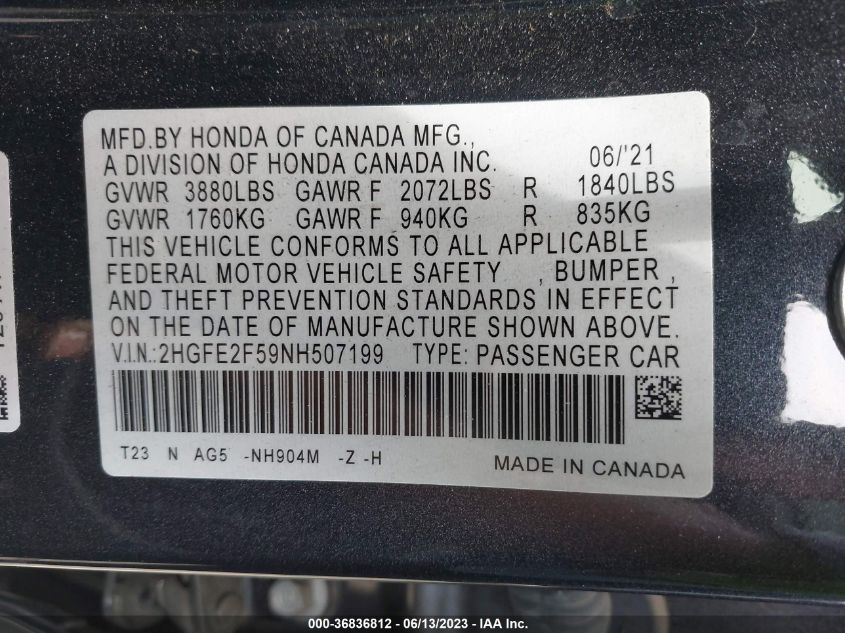 MFD.BY HONDA OF CANADA MFG.,
A DIVISION OF HONDA CANADA INC. 06/'21
GVWR 3880LBS GAWR F 2072LBS R 1840LBS
GVWR 1760KG GAWR F 940KG R 835KG
THIS VEHICLE CONFORMS TO ALL APPLICABLE
FEDERAL MOTOR VEHICLE SAFETY , BUMPER ,
AND THEFT PREVENTION STANDARDS IN EFFECT
ON THE DATE OF MANUFACTURE SHOWN ABOVE.
V.I.N.:2HGFE2F59NH507199 TYPE: PASSENGER CAR
T23 N AG5 -NH904M -Z -H
MADE IN CANADA
000-36836812 - 06/13/2023 - IAA Inc.